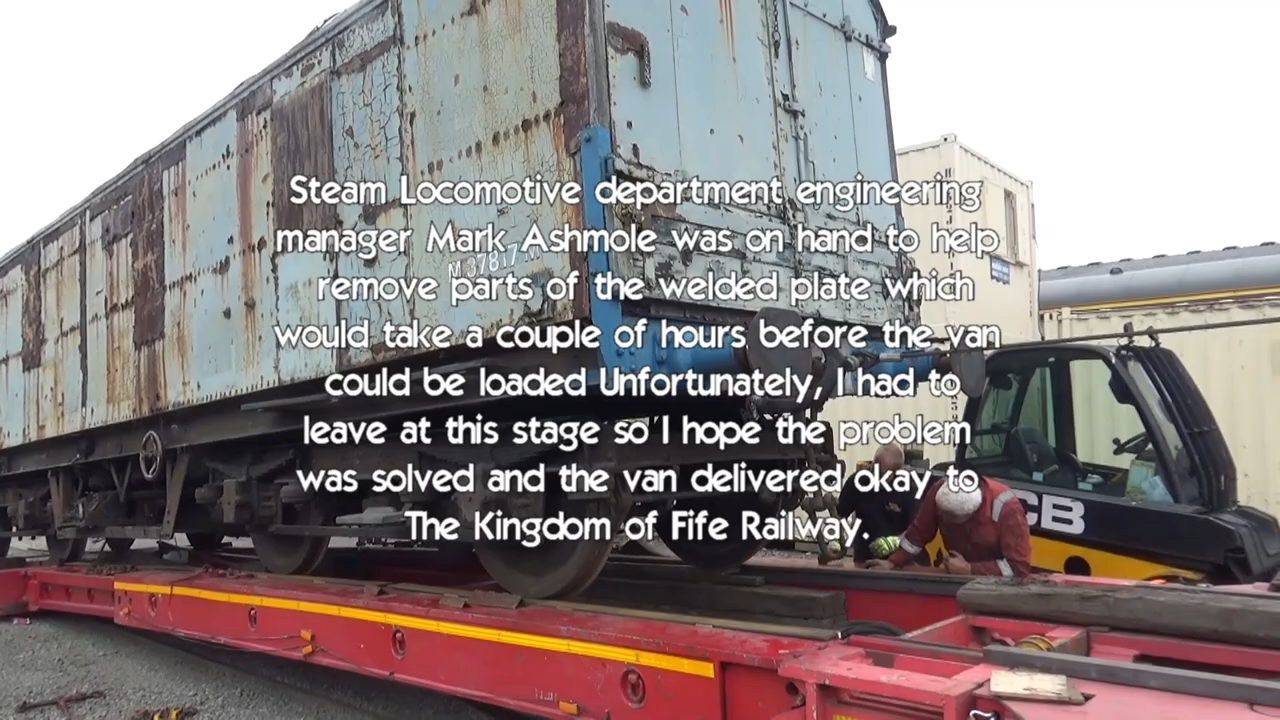 Steam Locomotive department engineering
manager Mark Ashmole was on hand to help
M 37817 M
remove parts of the welded plate which
would take a couple of hours before the van
could be loaded Unfortunately, I had to
leave at this stage so I hope the problem
was solved and the van delivered okay to
CB
The Kingdom of Fife Railway.